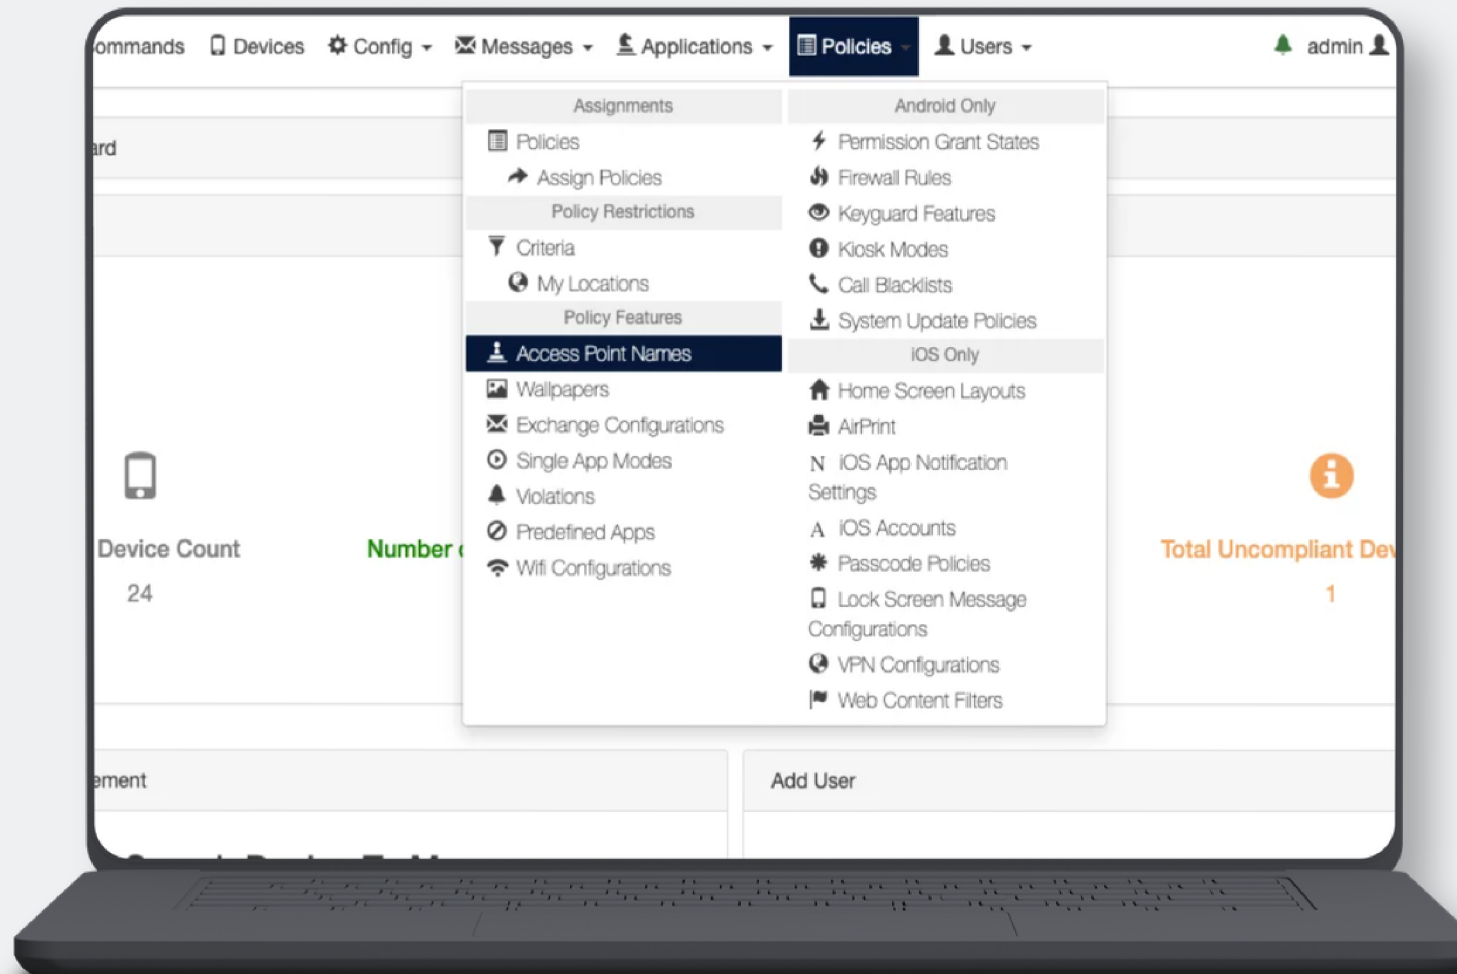 ommands Devices Config Messages Applications Policies Users admin
Assignments
Policies
Assign Policies
Policy Restrictions
Criteria
My Locations
Policy Features
Access Point Names
Wallpapers
Exchange Configurations
Single App Modes
Violations
Predefined Apps
Wifi Configurations
Android Only
Permission Grant States
Firewall Rules
Keyguard Features
Kiosk Modes
Call Blacklists
System Update Policies
iOS Only
Home Screen Layouts
AirPrint
N iOS App Notification
Settings
A iOS Accounts
Passcode Policies
Lock Screen Message
Configurations
VPN Configurations
Web Content Filters
ard
Device Count
24
Number
Total Uncompliant Dev
1
ement
Add User